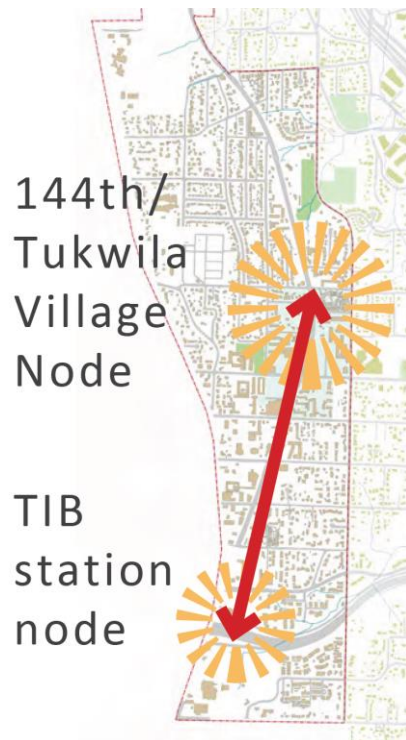 144th/
Tukwila
Village
Node
TIB
station
node